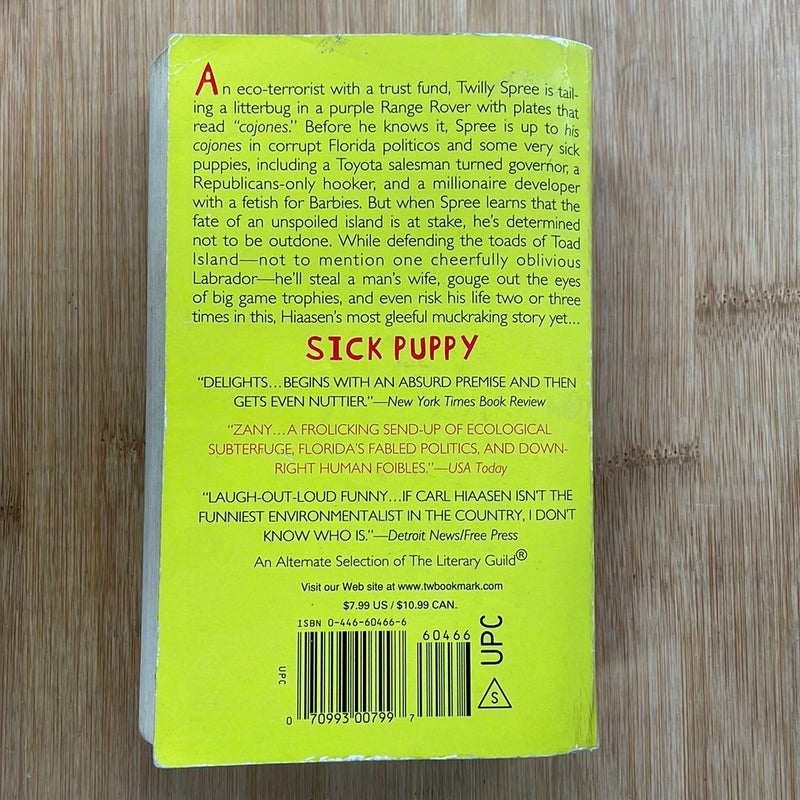 An eco-terrorist with a trust fund, Twilly Spree is tail-
ing a litterbug in a purple Range Rover with plates that
read “cojones.” Before he knows it, Spree is up to his
cojones in corrupt Florida politicos and some very sick
puppies, including a Toyota salesman turned governor, a
Republicans-only hooker, and a millionaire developer
with a fetish for Barbies. But when Spree learns that the
fate of an unspoiled island is at stake, he’s determined
not to be outdone. While defending the toads of Toad
Island—not to mention one cheerfully oblivious
Labrador—he’ll steal a man’s wife, gouge out the eyes
of big game trophies, and even risk his life two or three
times in this, Hiaasen’s most gleeful muckraking story yet...
SICK PUPPY
“DELIGHTS...BEGINS WITH AN ABSURD PREMISE AND THEN
GETS EVEN NUTTIER.”—New York Times Book Review
“ZANY...A FROLICKING SEND-UP OF ECOLOGICAL
SUBTERFUGE, FLORIDA’S FABLED POLITICS, AND DOWN-
RIGHT HUMAN FOIBLES.”—USA Today
“LAUGH-OUT-LOUD FUNNY...IF CARL HIAASEN ISN’T THE
FUNNIEST ENVIRONMENTALIST IN THE COUNTRY, I DON’T
KNOW WHO IS.”—Detroit News/Free Press
An Alternate Selection of The Literary Guild®
Visit our Web site at www.twbookmark.com
$7.99 US / $10.99 CAN.
ISBN 0-446-60466-6
60466
UPC
UPC
S
0 70993 00799 7